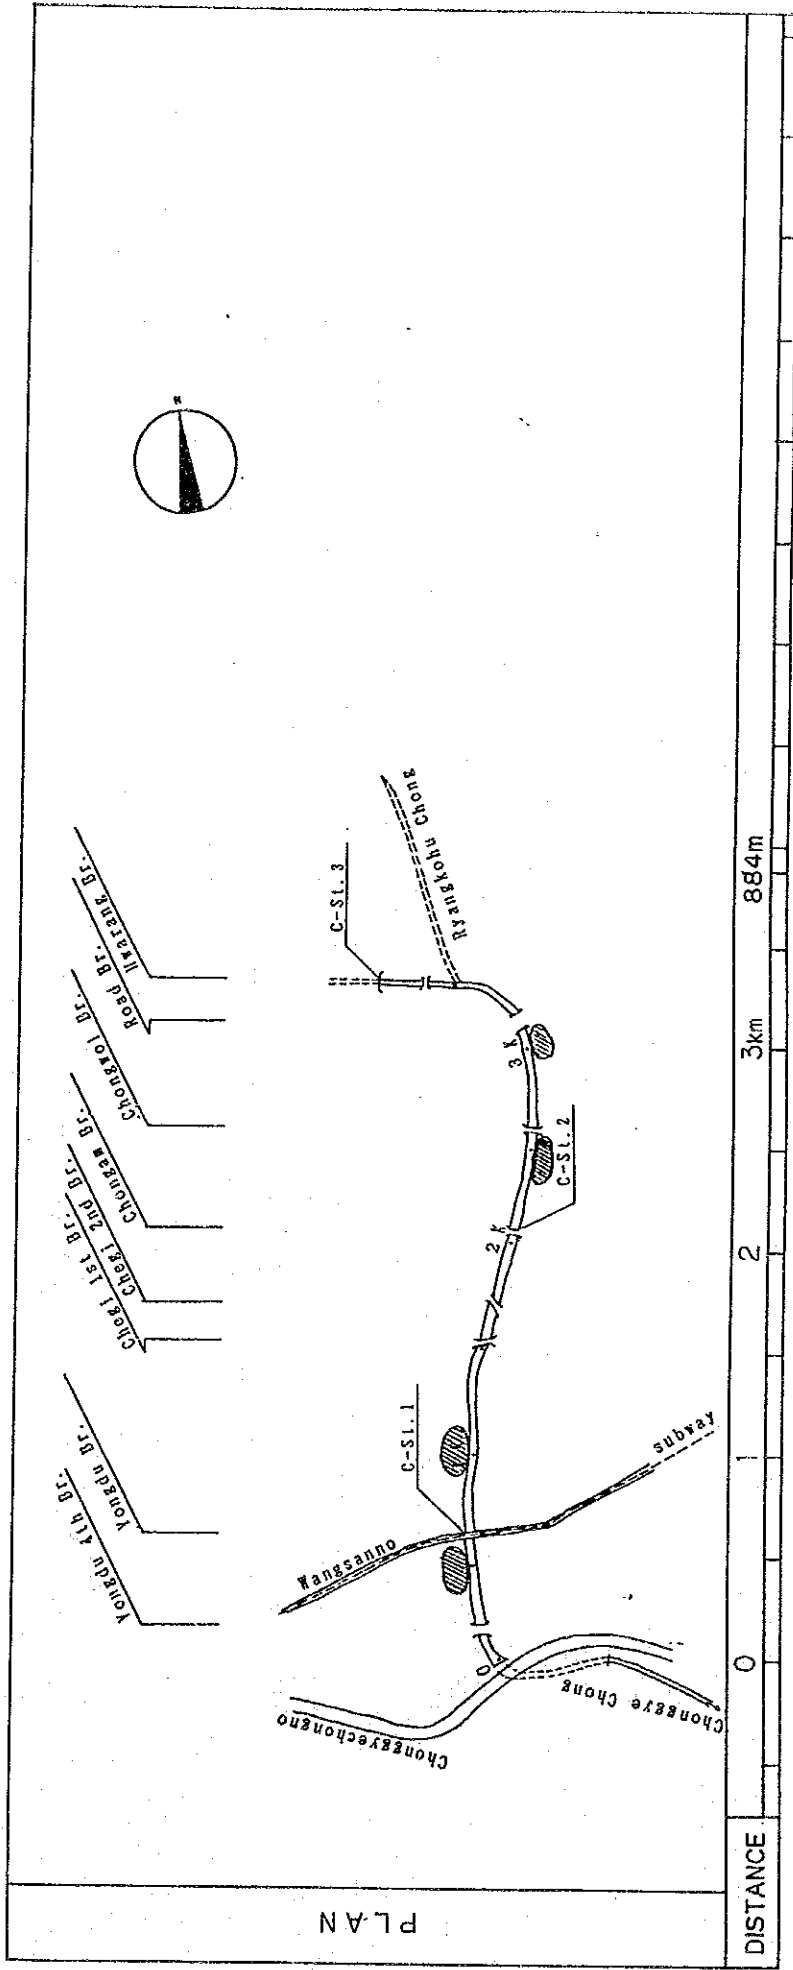 PLAN
Yongdu 4th Br.
Yongdu Br.
Chegi 1st Br.
Chegi 2nd Br.
Chongam Br.
Chongwol Br.
Road Br.
Hwarang Br.
N
Chonggyechongno
Chonggye Chong
Wangsanno
subway
C-St.1
C-St.2
C-St.3
Ryangkohu Chong
0
2 K
3 K
DISTANCE
0
1
2
3km
884m